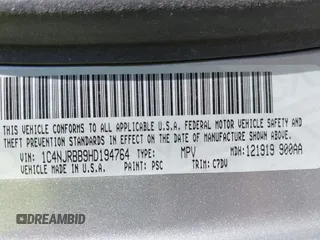 THIS VEHICLE CONFORMS TO ALL APPLICABLE U.S.A. FEDERAL MOTOR VEHICLE SAFETY AND
THEFT PREVENTION STANDARDS IN EFFECT ON THE DATE OF MANUFACTURE SHOWN ABOVE
VIN: 1C4NJRBB9HD194764 TYPE: MPV MDH: 121919 900AA
VEHICLE MADE IN U.S.A. PAINT: PSC TRIM: C7DV
1DREAMBID